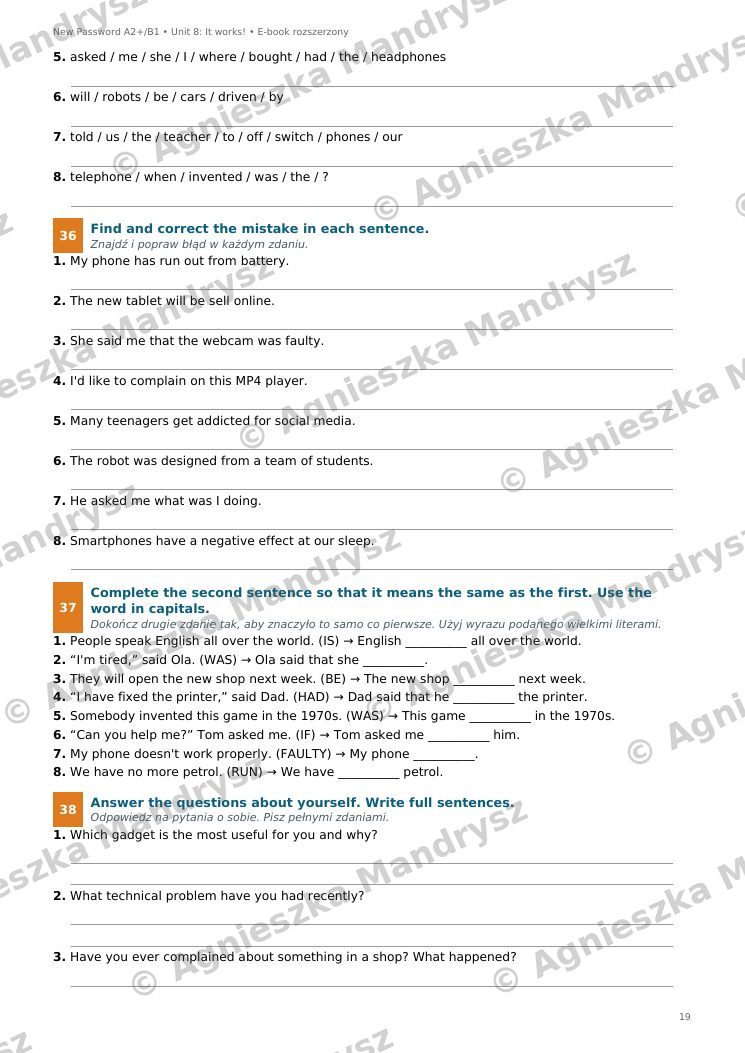 New Password A2+/B1 • Unit 8: It works! • E-book rozszerzony
5. asked / me / she / I / where / bought / had / the / headphones
6. will / robots / be / cars / driven / by
7. told / us / the / teacher / to / off / switch / phones / our
8. telephone / when / invented / was / the / ?
36 Find and correct the mistake in each sentence.
Znajdź i popraw błąd w każdym zdaniu.
1. My phone has run out from battery.
2. The new tablet will be sell online.
3. She said me that the webcam was faulty.
4. I'd like to complain on this MP4 player.
5. Many teenagers get addicted for social media.
6. The robot was designed from a team of students.
7. He asked me what was I doing.
8. Smartphones have a negative effect at our sleep.
37 Complete the second sentence so that it means the same as the first. Use the
word in capitals.
Dokończ drugie zdanie tak, aby znaczyło to samo co pierwsze. Użyj wyrazu podanego wielkimi literami.
1. People speak English all over the world. (IS) → English __________ all over the world.
2. “I'm tired,” said Ola. (WAS) → Ola said that she __________.
3. They will open the new shop next week. (BE) → The new shop __________ next week.
4. “I have fixed the printer,” said Dad. (HAD) → Dad said that he __________ the printer.
5. Somebody invented this game in the 1970s. (WAS) → This game __________ in the 1970s.
6. “Can you help me?” Tom asked me. (IF) → Tom asked me __________ him.
7. My phone doesn't work properly. (FAULTY) → My phone __________.
8. We have no more petrol. (RUN) → We have __________ petrol.
38 Answer the questions about yourself. Write full sentences.
Odpowiedz na pytania o sobie. Pisz pełnymi zdaniami.
1. Which gadget is the most useful for you and why?
2. What technical problem have you had recently?
3. Have you ever complained about something in a shop? What happened?
19
© Agnieszka Mandrysz